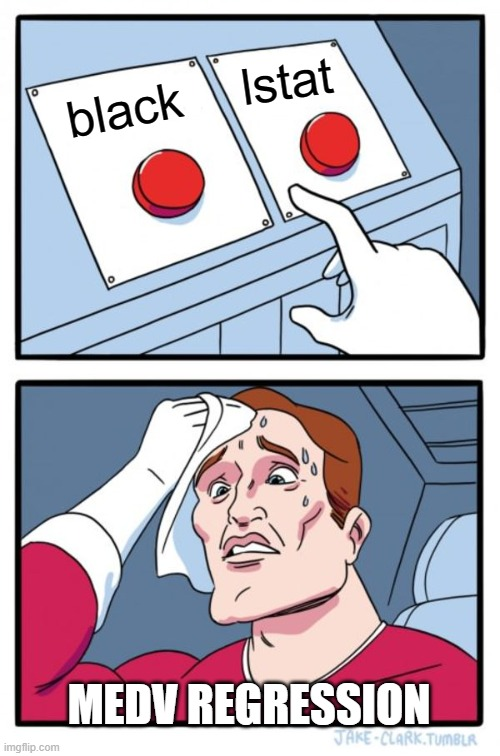 black
lstat
MEDV REGRESSION
JAKE-CLARK.TUMBLR
imgflip.com